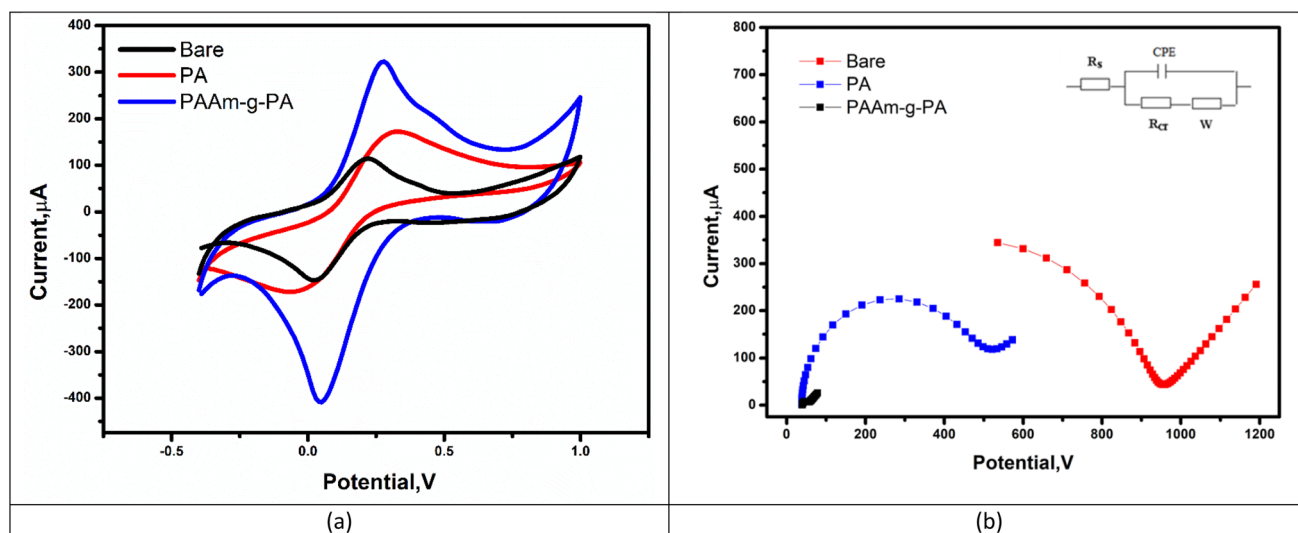 400
300
200
100
0
-100
-200
-300
-400
Current,µA
-0.5
0.0
0.5
1.0
Potential,V
Bare
PA
PAAm-g-PA
(a)
800
700
600
500
400
300
200
100
0
Current,µA
0
200
400
600
800
1000
1200
Potential,V
Bare
PA
PAAm-g-PA
CPE
Rs
RCT
W
(b)